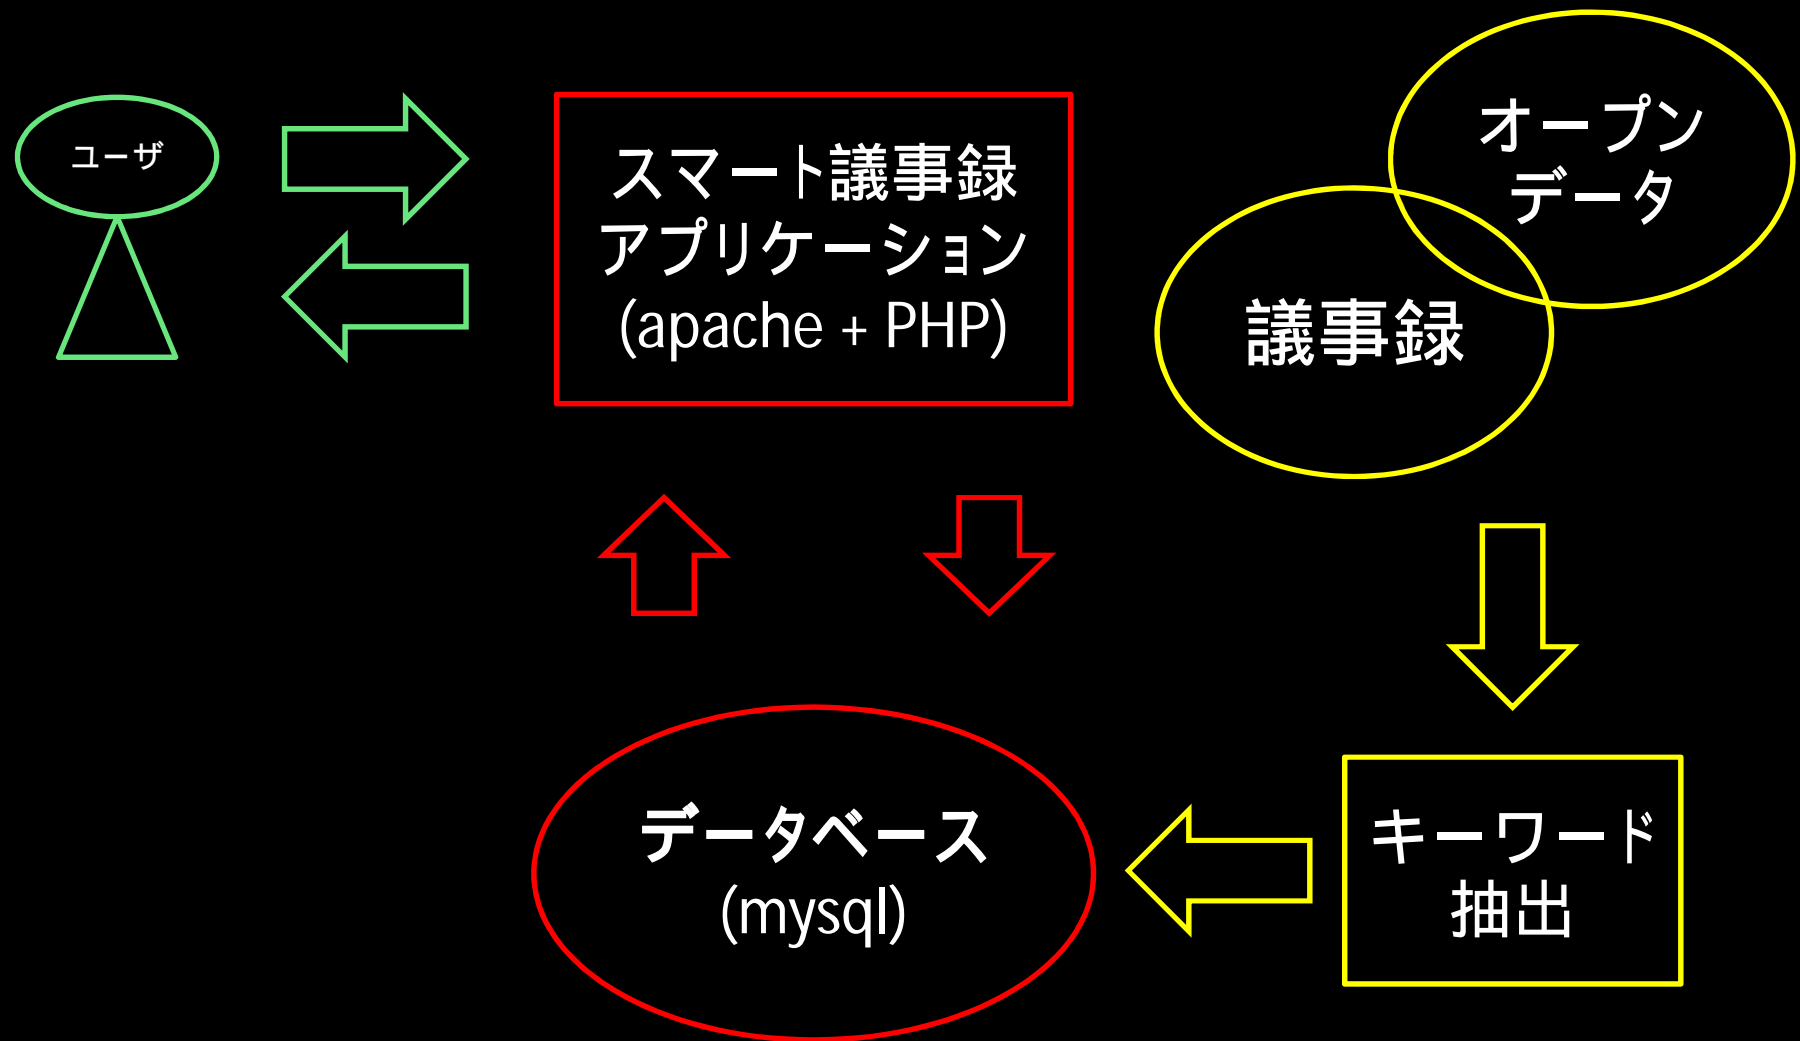 ユーザ
スマート議事録
アプリケーション
(apache + PHP)
オープン
データ
議事録
データベース
(mysql)
キーワード
抽出